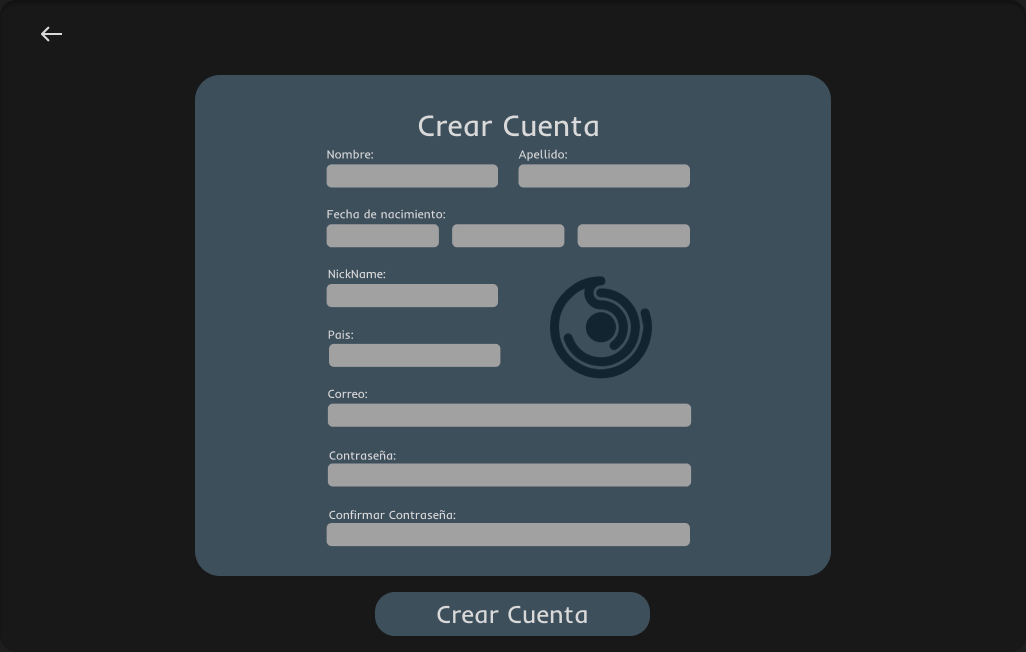 Crear Cuenta
Nombre:
Apellido:
Fecha de nacimiento:
NickName:
Pais:
Correo:
Contraseña:
Confirmar Contraseña:
Crear Cuenta